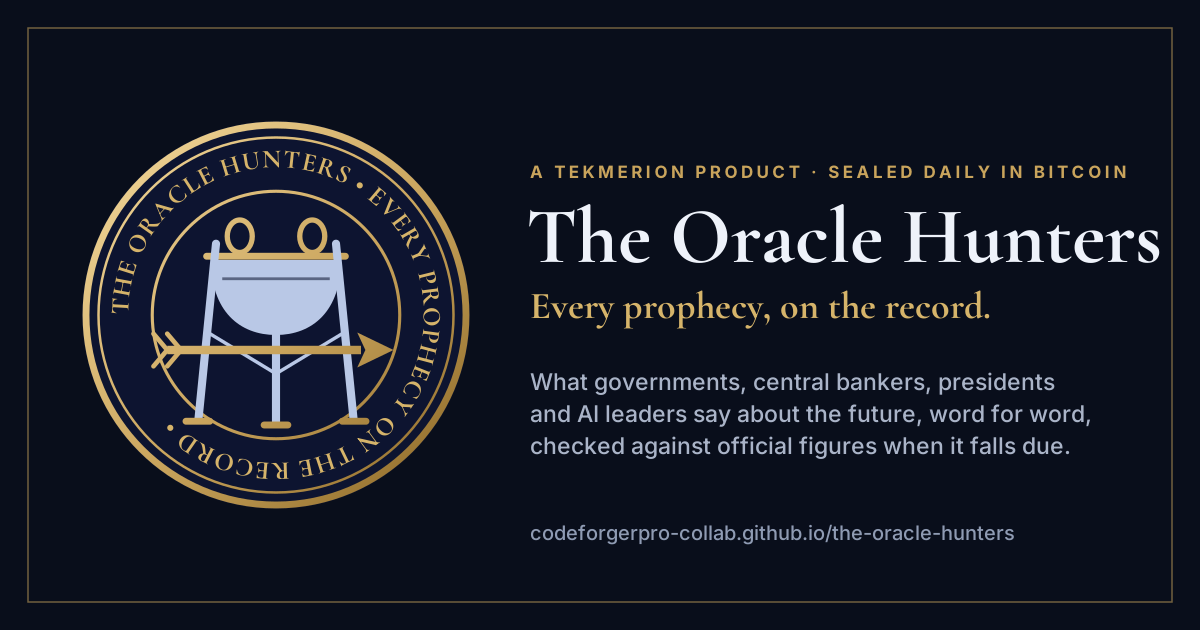 THE ORACLE HUNTERS • EVERY PROPHECY ON THE RECORD •
A TEKMERION PRODUCT · SEALED DAILY IN BITCOIN
The Oracle Hunters
Every prophecy, on the record.
What governments, central bankers, presidents
and AI leaders say about the future, word for word,
checked against official figures when it falls due.
codeforgerpro-collab.github.io/the-oracle-hunters